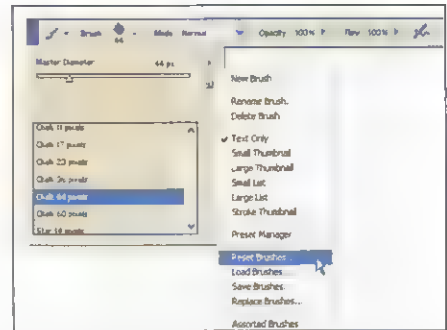 Brush 44 Mode Normal Opacity 100% Flow 100%
Master Diameter 44 px
Chalk 11 pixels
Chalk 17 pixels
Chalk 23 pixels
Chalk 36 pixels
Chalk 44 pixels
Chalk 60 pixels
Star 14 pixels
New Brush
Rename Brush.
Delete Brush
Text Only
Small Thumbnail
Large Thumbnail
Small List
Large List
Stroke Thumbnail
Preset Manager
Reset Brushes...
Load Brushes...
Save Brushes.
Replace Brushes...
Assorted Brushes